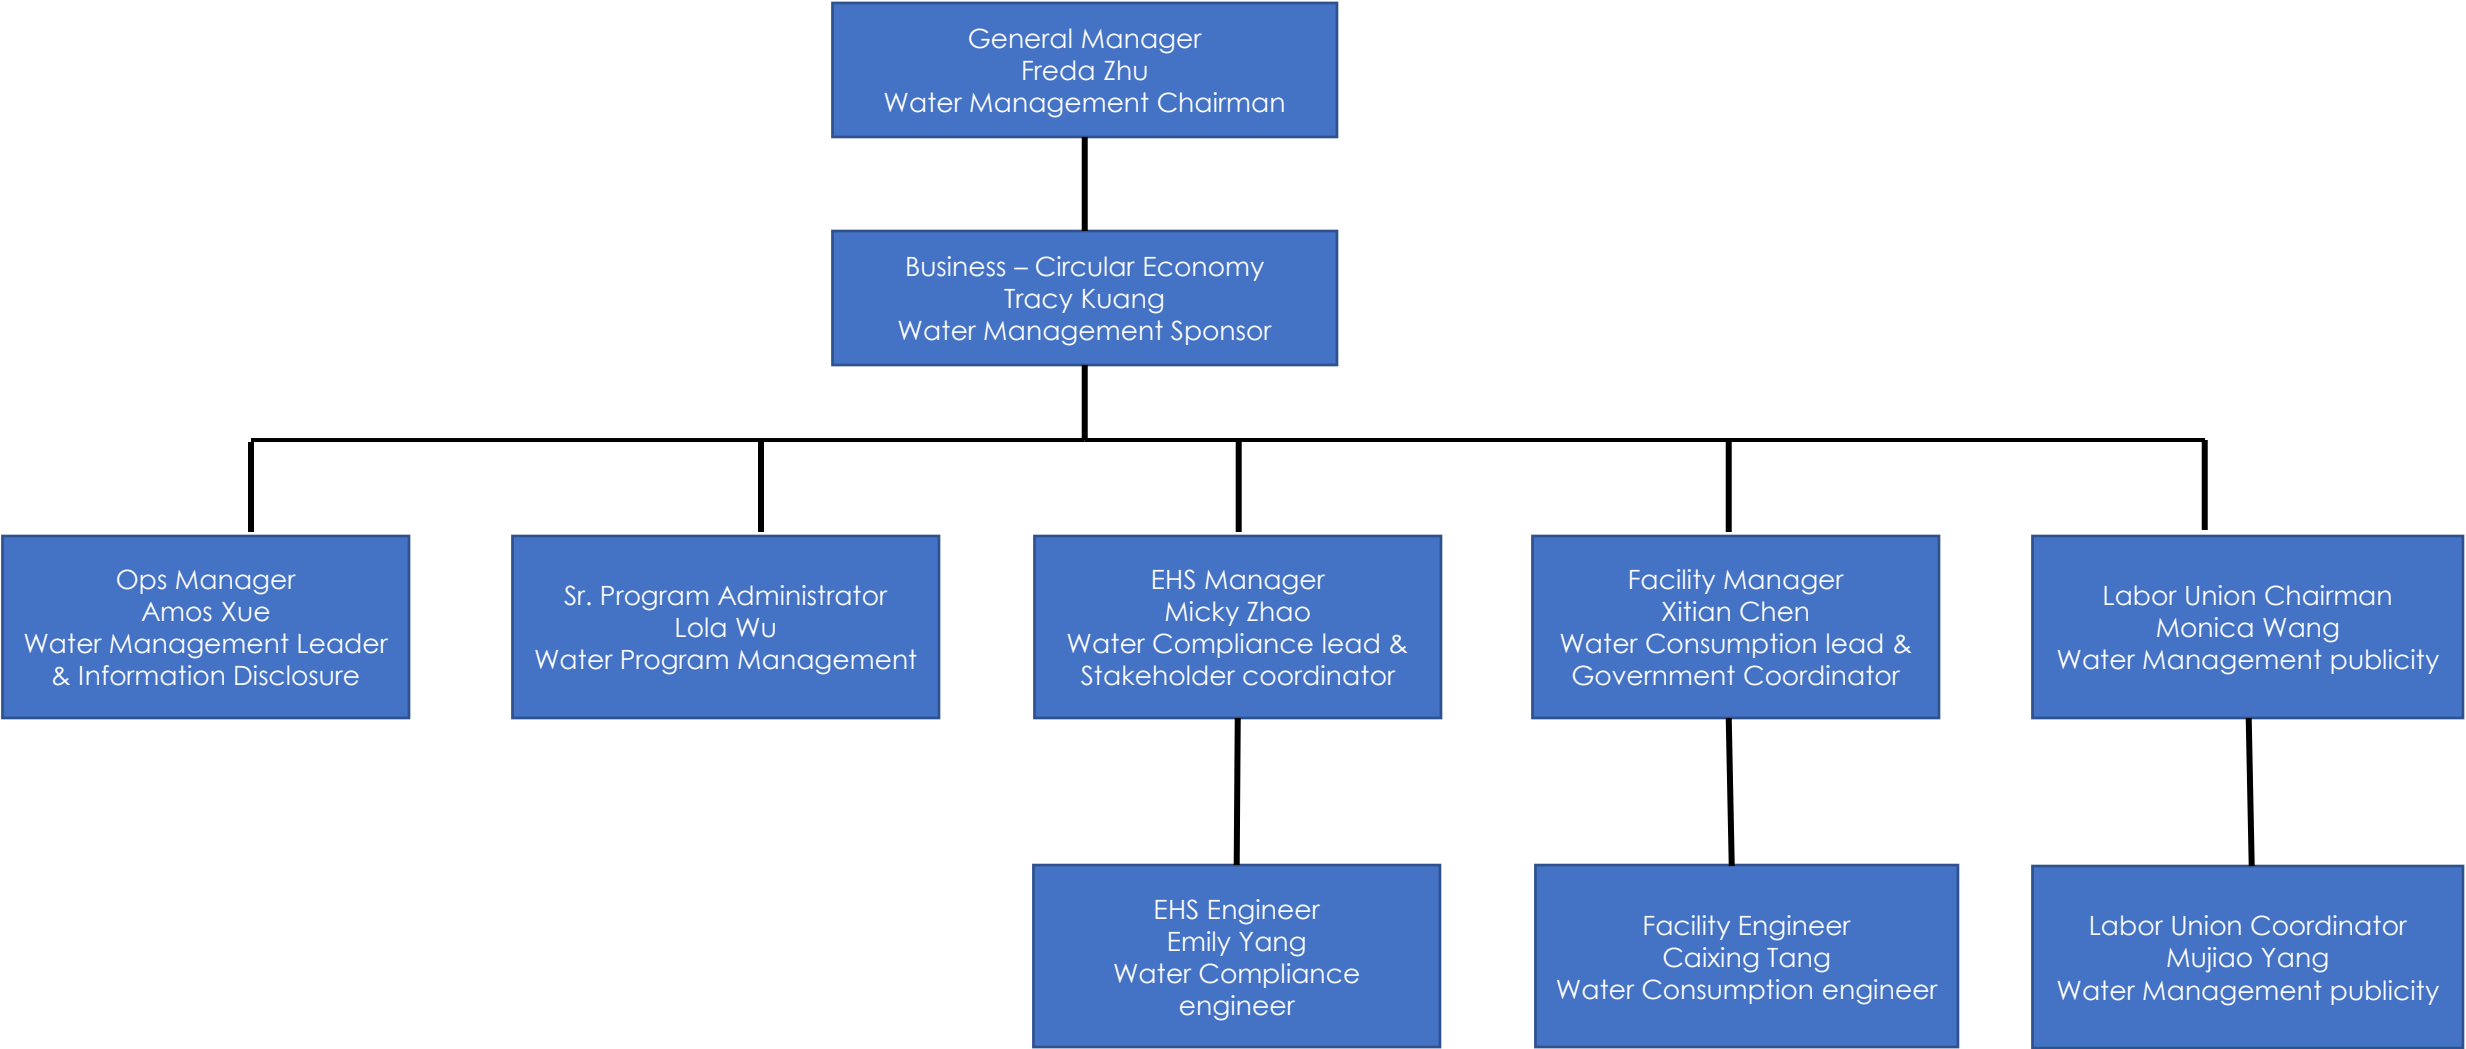 General Manager
Freda Zhu
Water Management Chairman
Business – Circular Economy
Tracy Kuang
Water Management Sponsor
Ops Manager
Amos Xue
Water Management Leader
& Information Disclosure
Sr. Program Administrator
Lola Wu
Water Program Management
EHS Manager
Micky Zhao
Water Compliance lead &
Stakeholder coordinator
Facility Manager
Xitian Chen
Water Consumption lead &
Government Coordinator
Labor Union Chairman
Monica Wang
Water Management publicity
EHS Engineer
Emily Yang
Water Compliance
engineer
Facility Engineer
Caixing Tang
Water Consumption engineer
Labor Union Coordinator
Mujiao Yang
Water Management publicity